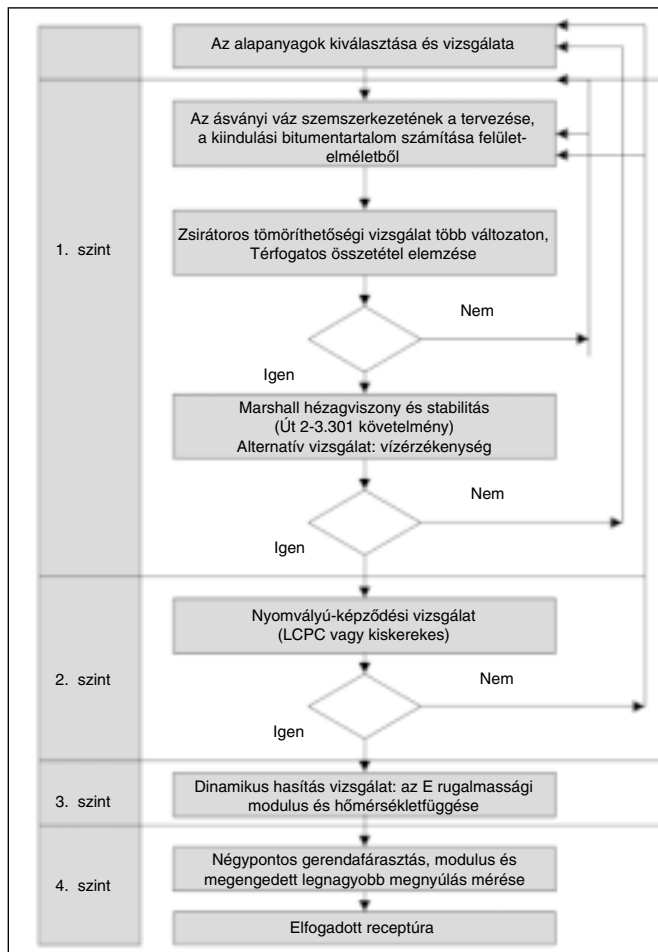 Az alapanyagok kiválasztása és vizsgálata
Az ásványi váz szemszerkezetének a tervezése,
a kiindulási bitumentartalom számítása felület-
elméletből
1. szint
Zsirátoros tömöríthetőségi vizsgálat több változaton,
Térfogatos összetétel elemzése
Nem
Igen
Marshall hézagviszony és stabilitás
(Út 2-3.301 követelmény)
Alternatív vizsgálat: vízérzékenység
Nem
Igen
Nyomvályú-képződési vizsgálat
(LCPC vagy kiskerekes)
2. szint
Nem
Igen
3. szint
Dinamikus hasítás vizsgálat: az E rugalmassági
modulus és hőmérsékletfüggése
4. szint
Négypontos gerendafárasztás, modulus és
megengedett legnagyobb megnyúlás mérése
Elfogadott receptúra